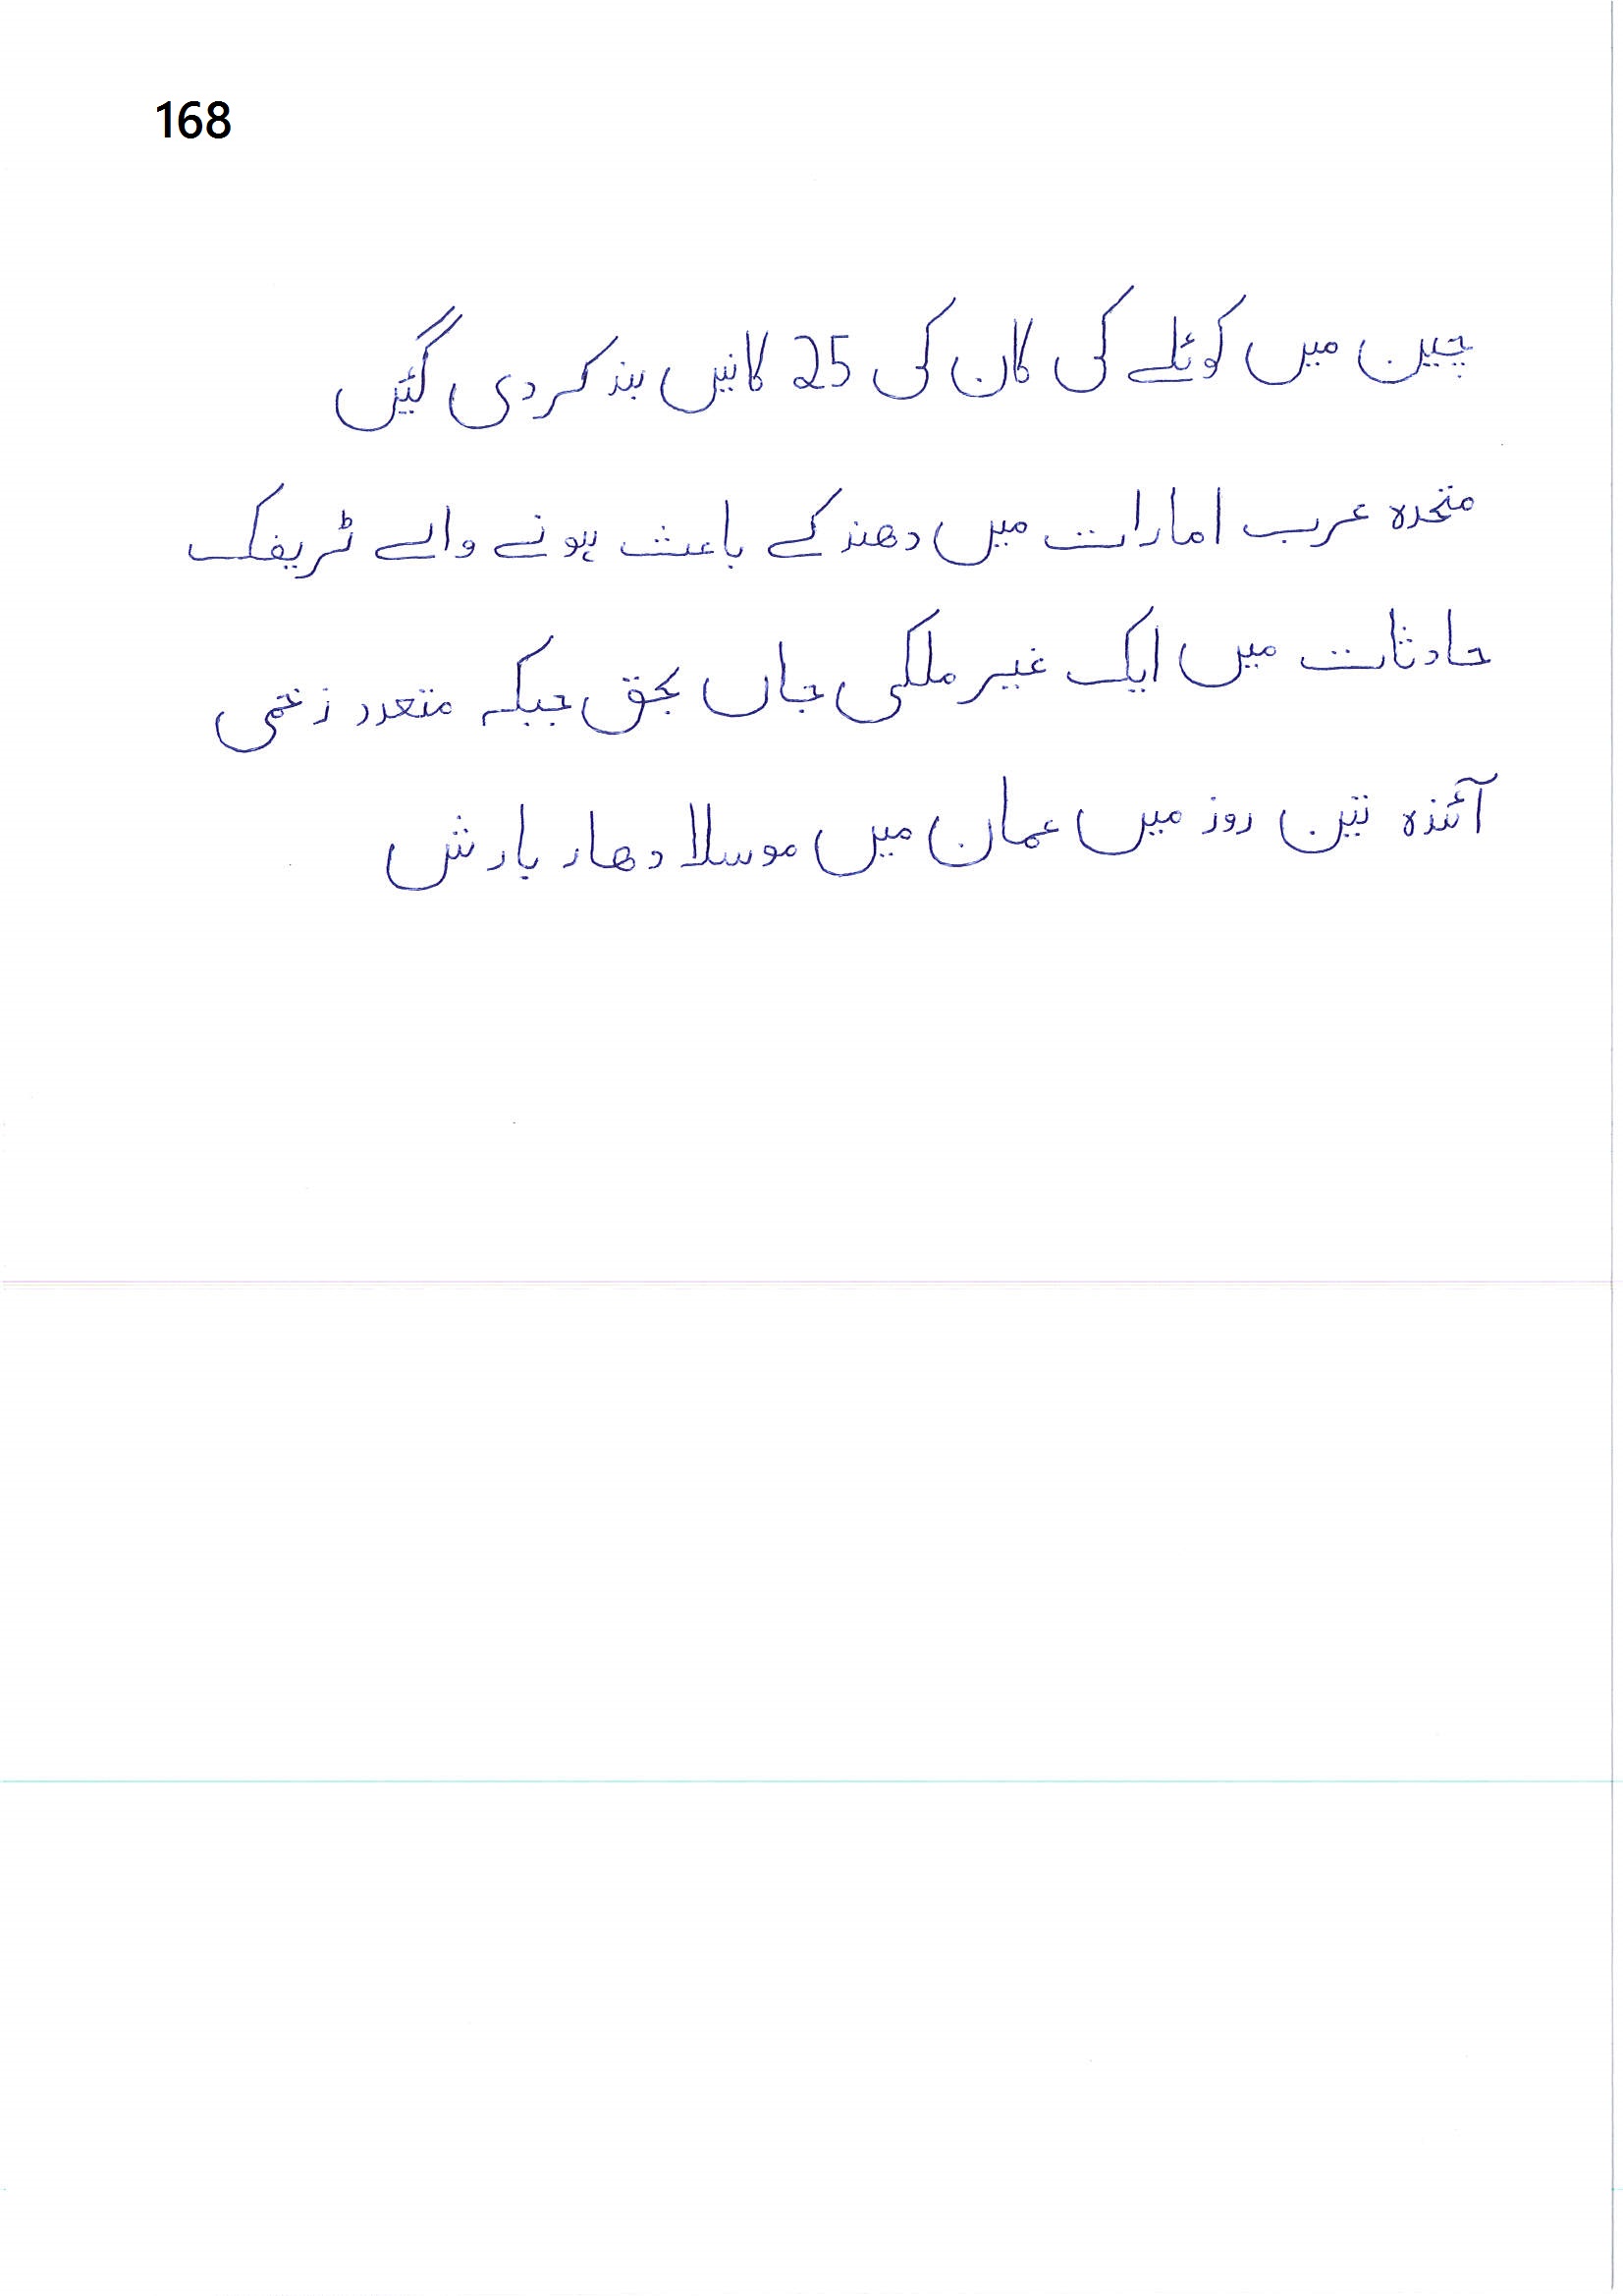 168
چین میں کوئلے کی کان کی 25 کانیں بند کردی گئیں
متحدہ عرب امارات میں دھند کے باعث ہونے والے ٹریفک
حادثات میں ایک غیر ملکی جاں بحق جبکہ متعدد زخمی
آئندہ تین روز میں عمان میں موسلا دھار بارش